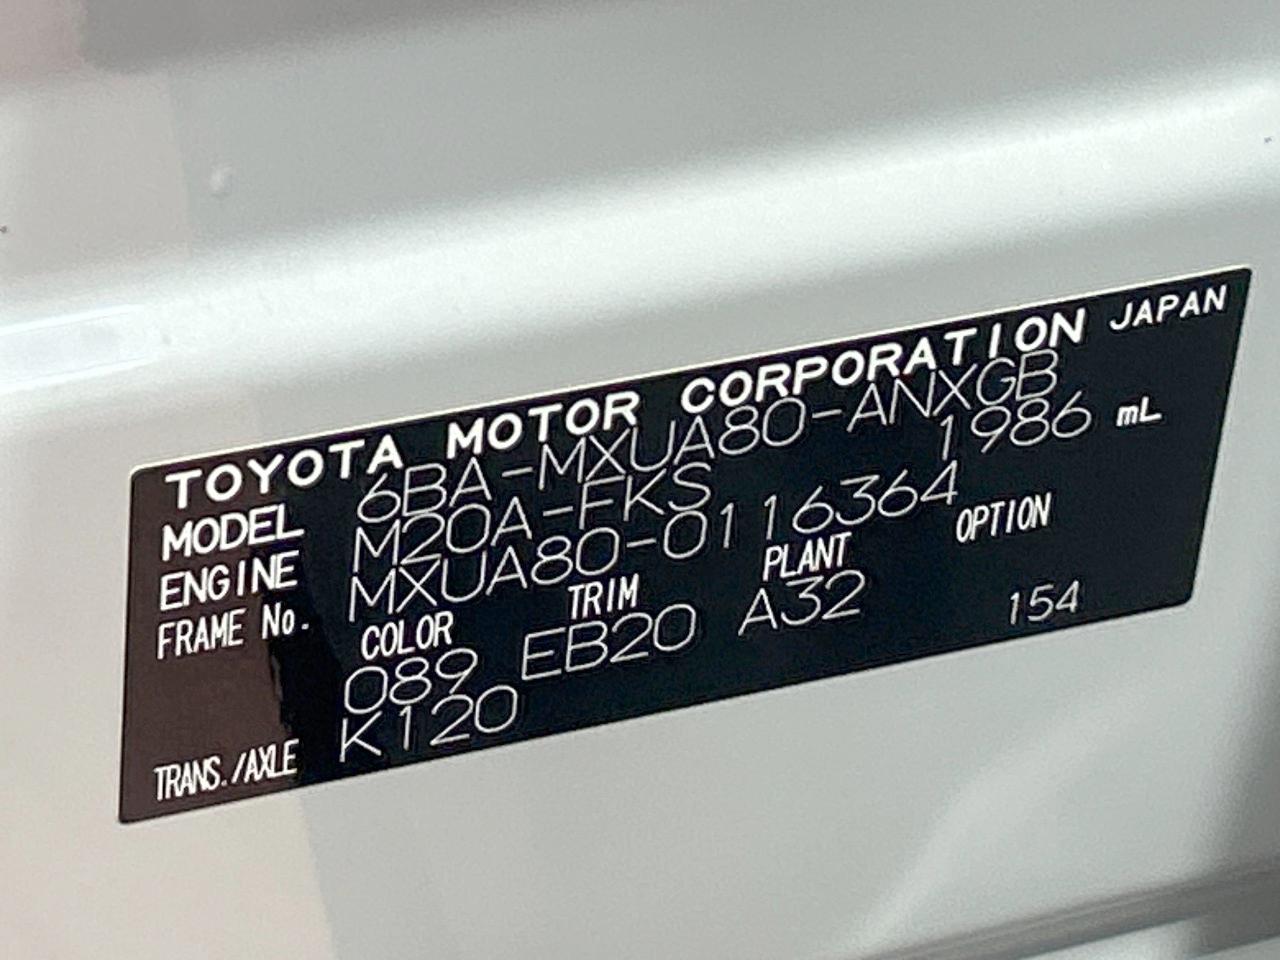 TOYOTA MOTOR CORPORATION JAPAN
MODEL 6BA-MXUA80-ANXGB
ENGINE M20A-FKS 1986 mL
FRAME No. MXUA80-0116364
COLOR TRIM PLANT OPTION
089 EB20 A32 154
TRANS./AXLE K120